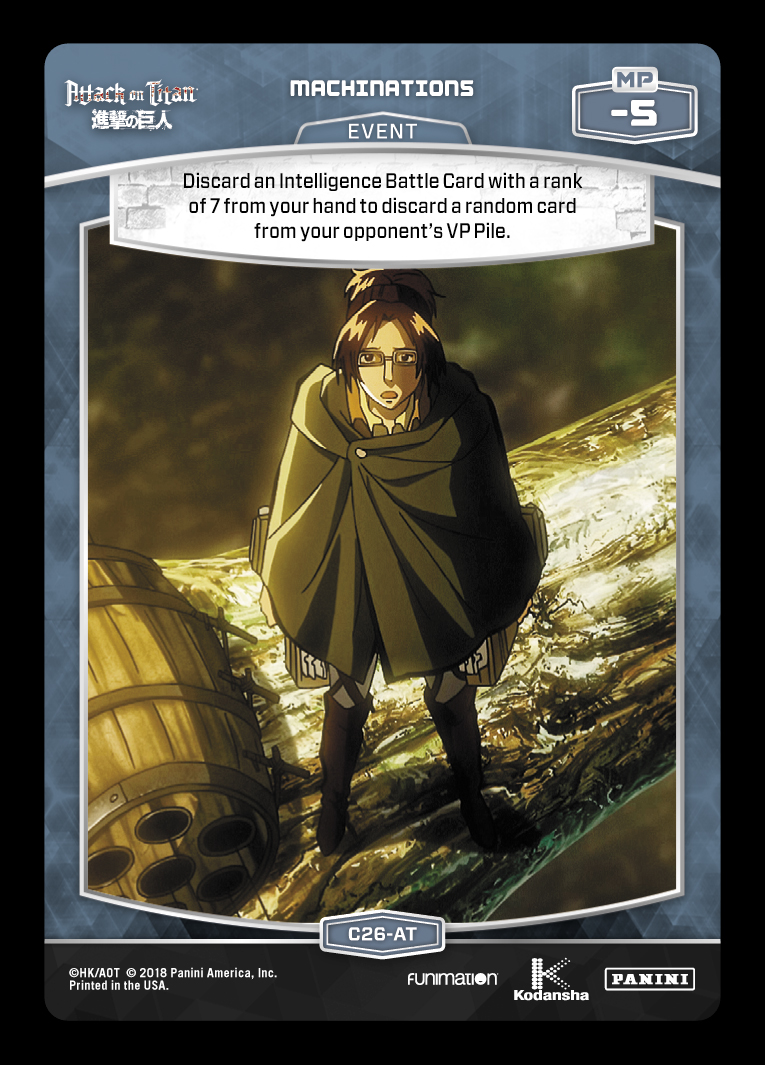 Attack on Titan
進撃の巨人
MACHINATIONS
MP
-5
EVENT
Discard an Intelligence Battle Card with a rank
of 7 from your hand to discard a random card
from your opponent's VP Pile.
C26-AT
©HK/AOT © 2018 Panini America, Inc.
Printed in the USA.
FUNIMATION
Kodansha
PANINI